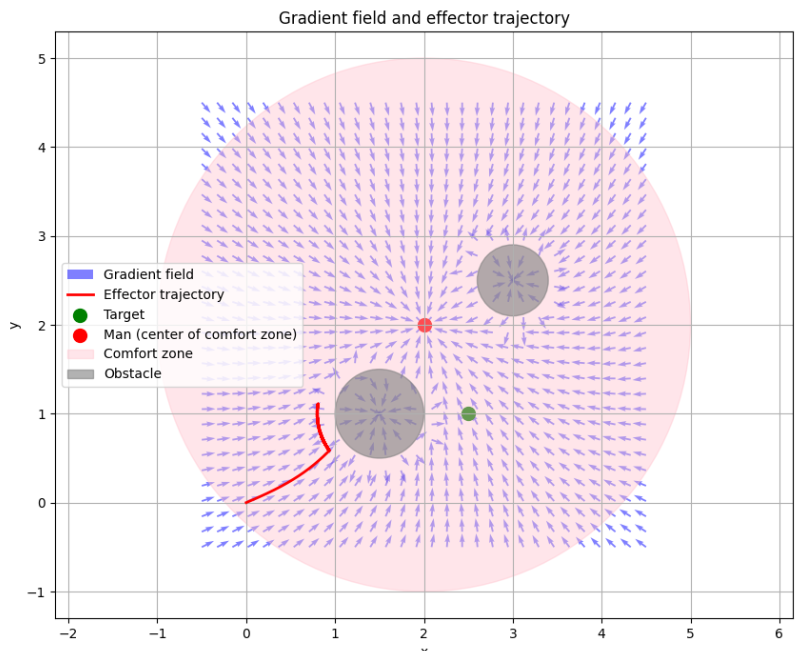 Gradient field and effector trajectory
5
4
3
2
1
0
−1
y
Gradient field
Effector trajectory
Target
Man (center of comfort zone)
Comfort zone
Obstacle
−2 −1 0 1 2 3 4 5 6